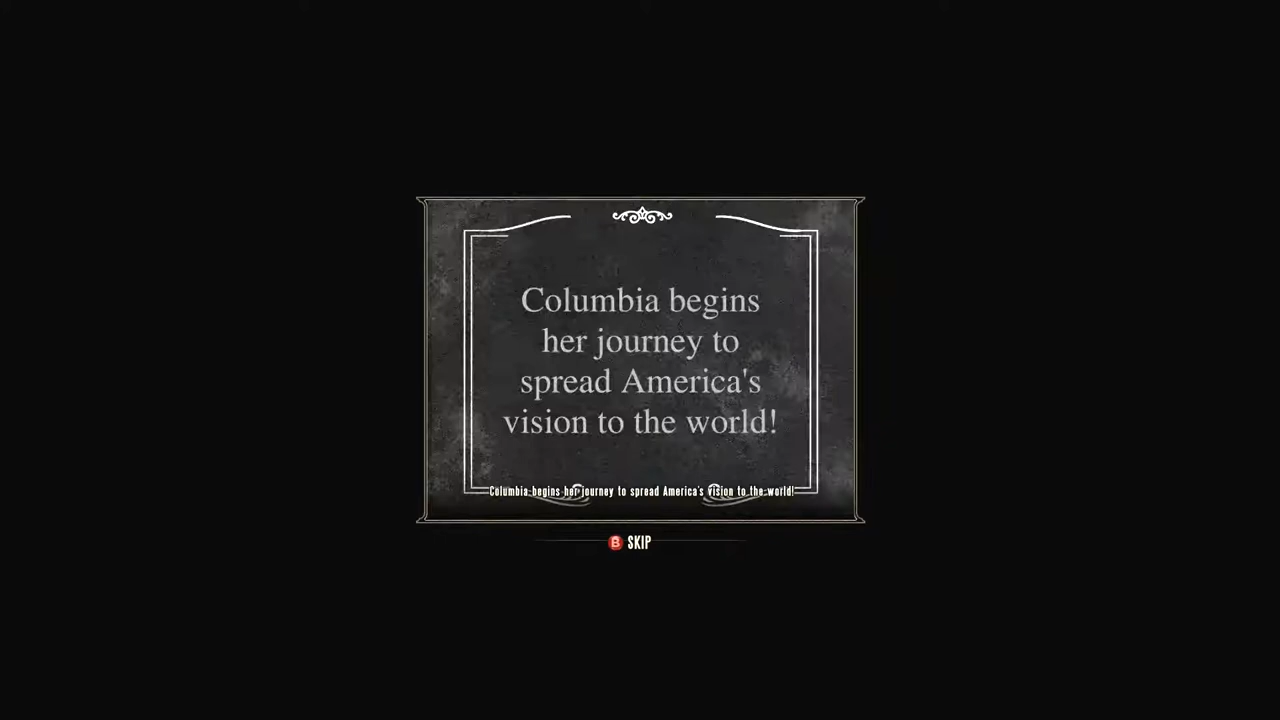 Columbia begins
her journey to
spread America's
vision to the world!
Columbia begins her journey to spread America's vision to the world!
B SKIP